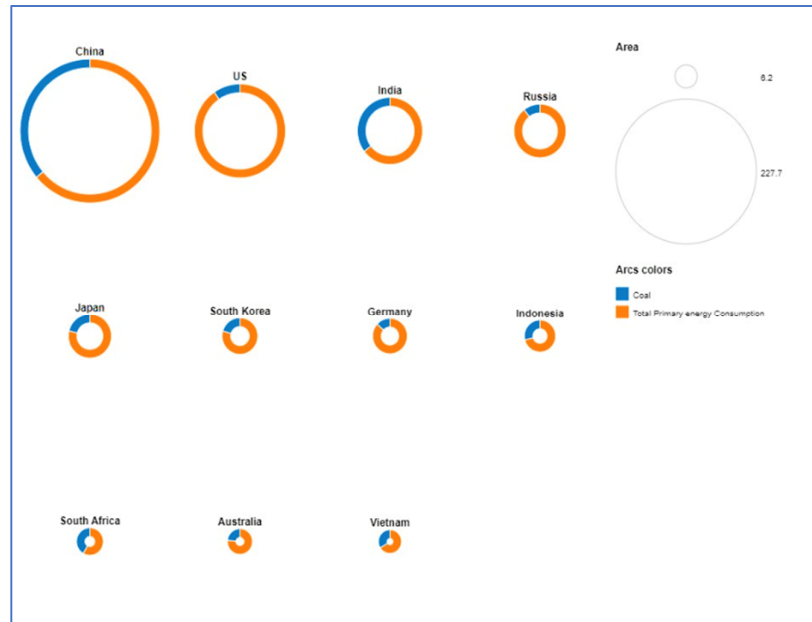 China
US
India
Russia
Area
6.2
227.7
Arcs colors
Coal
Total Primary energy Consumption
Japan
South Korea
Germany
Indonesia
South Africa
Australia
Vietnam